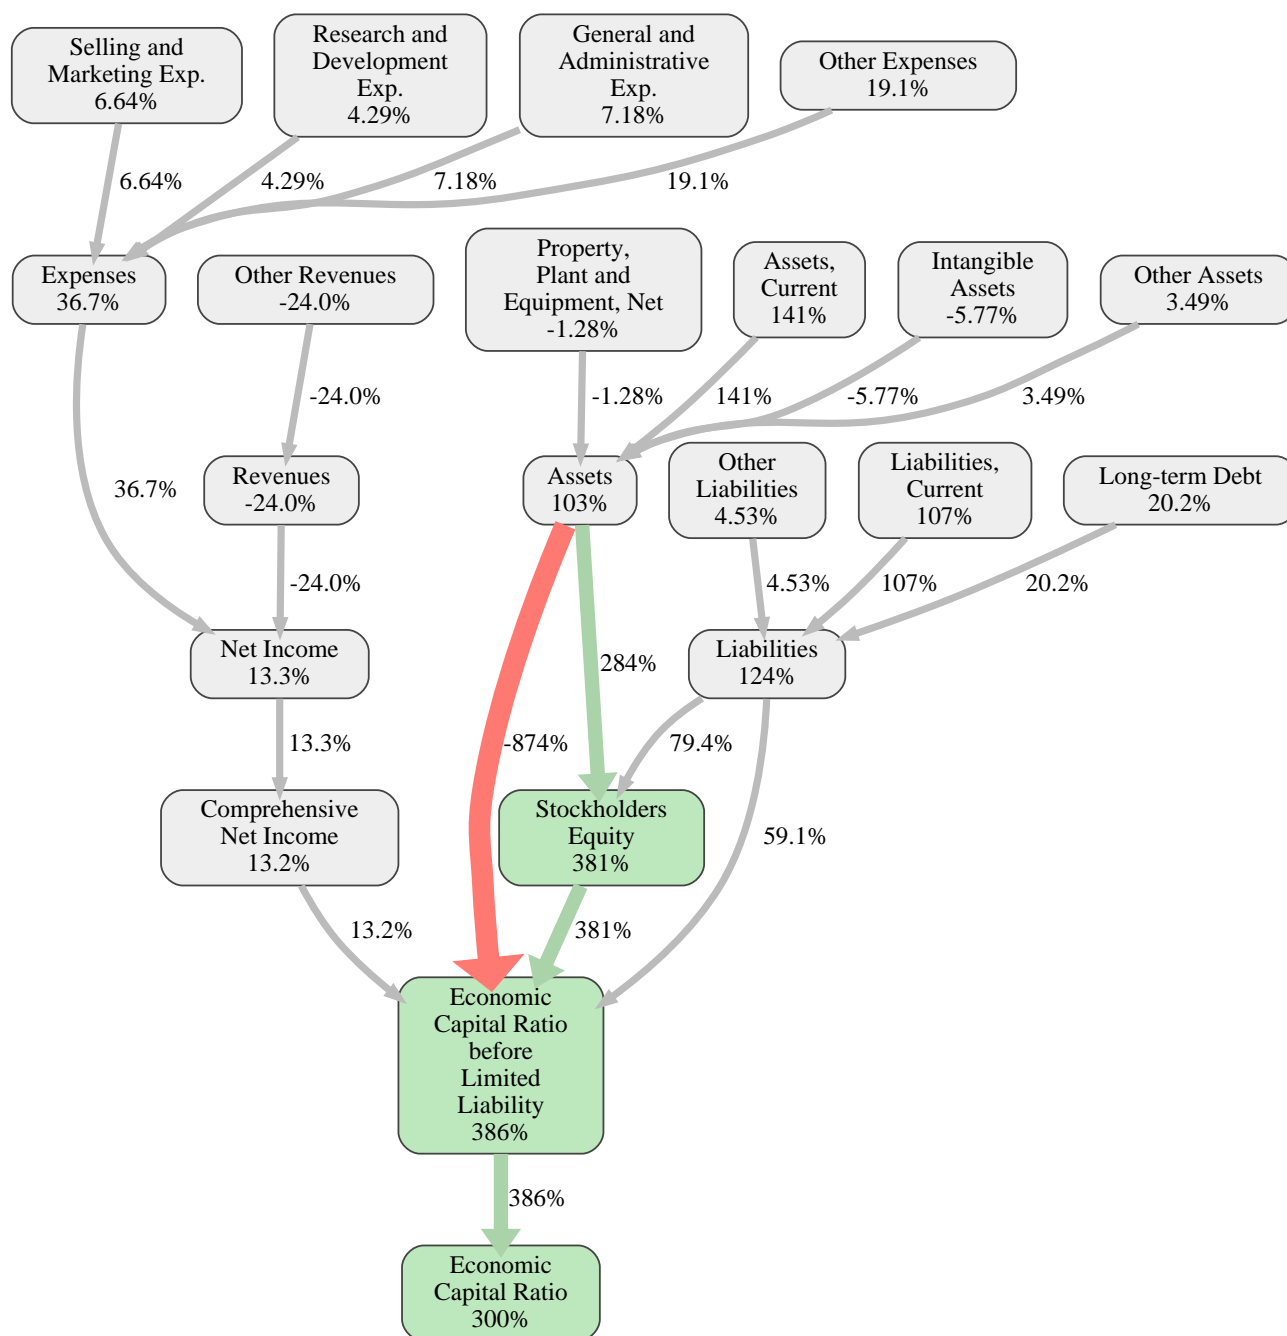 Selling and
Marketing Exp.
6.64%
Research and
Development
Exp.
4.29%
General and
Administrative
Exp.
7.18%
Other Expenses
19.1%
6.64%
4.29%
7.18%
19.1%
Expenses
36.7%
Other Revenues
-24.0%
Property,
Plant and
Equipment, Net
-1.28%
Assets,
Current
141%
Intangible
Assets
-5.77%
Other Assets
3.49%
-24.0%
-1.28%
141%
-5.77%
3.49%
36.7%
Revenues
-24.0%
Assets
103%
Other
Liabilities
4.53%
Liabilities,
Current
107%
Long-term Debt
20.2%
-24.0%
4.53%
107%
20.2%
Net Income
13.3%
284%
Liabilities
124%
13.3%
-874%
79.4%
Comprehensive
Net Income
13.2%
Stockholders
Equity
381%
59.1%
13.2%
381%
Economic
Capital Ratio
before
Limited
Liability
386%
386%
Economic
Capital Ratio
300%